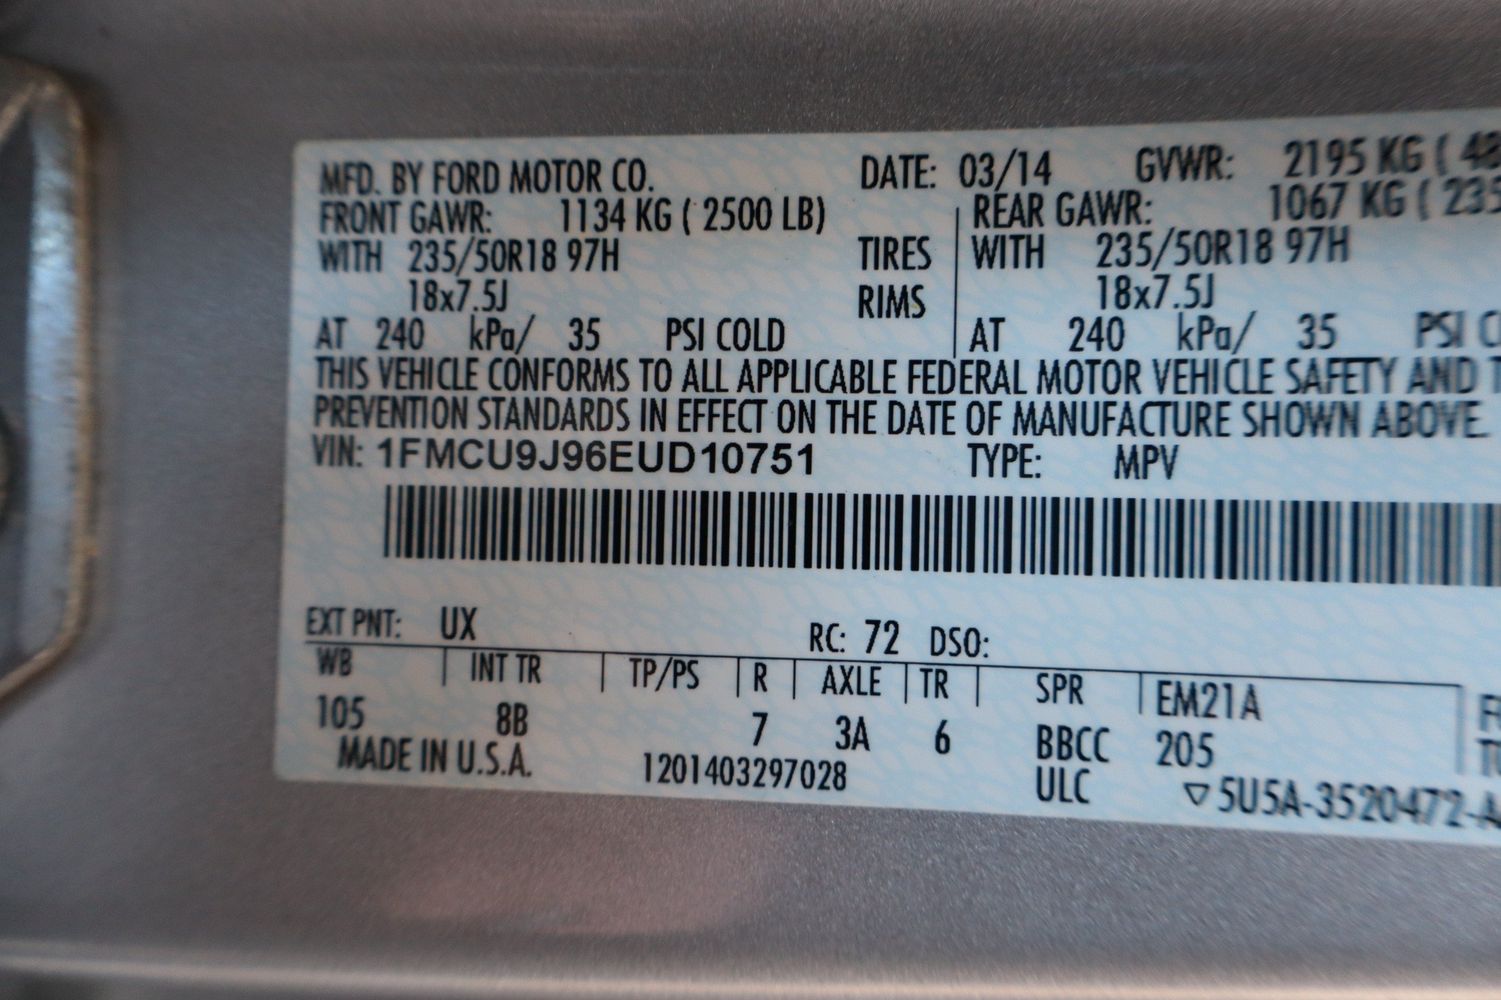 MFD. BY FORD MOTOR CO. DATE: 03/14 GVWR: 2195 KG (
FRONT GAWR: 1134 KG ( 2500 LB) REAR GAWR: 1067 KG (
WITH 235/50R18 97H TIRES WITH 235/50R18 97H
18x7.5J RIMS 18x7.5J
AT 240 kPa/ 35 PSI COLD AT 240 kPa/ 35 PSI
THIS VEHICLE CONFORMS TO ALL APPLICABLE FEDERAL MOTOR VEHICLE SAFETY AND
PREVENTION STANDARDS IN EFFECT ON THE DATE OF MANUFACTURE SHOWN ABOVE.
VIN: 1FMCU9J96EUD10751 TYPE: MPV
EXT PNT: UX RC: 72 DSO:
WB INT TR TP/PS R AXLE TR SPR EM21A
105 8B 7 3A 6 BBCC 205
MADE IN U.S.A. 1201403297028 ULC ▽5U5A-3520472-